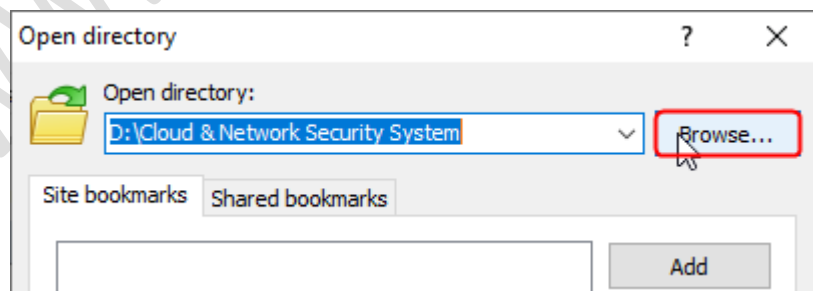 Open directory
?
Open directory:
D:\Cloud & Network Security System
Browse...
Site bookmarks
Shared bookmarks
Add